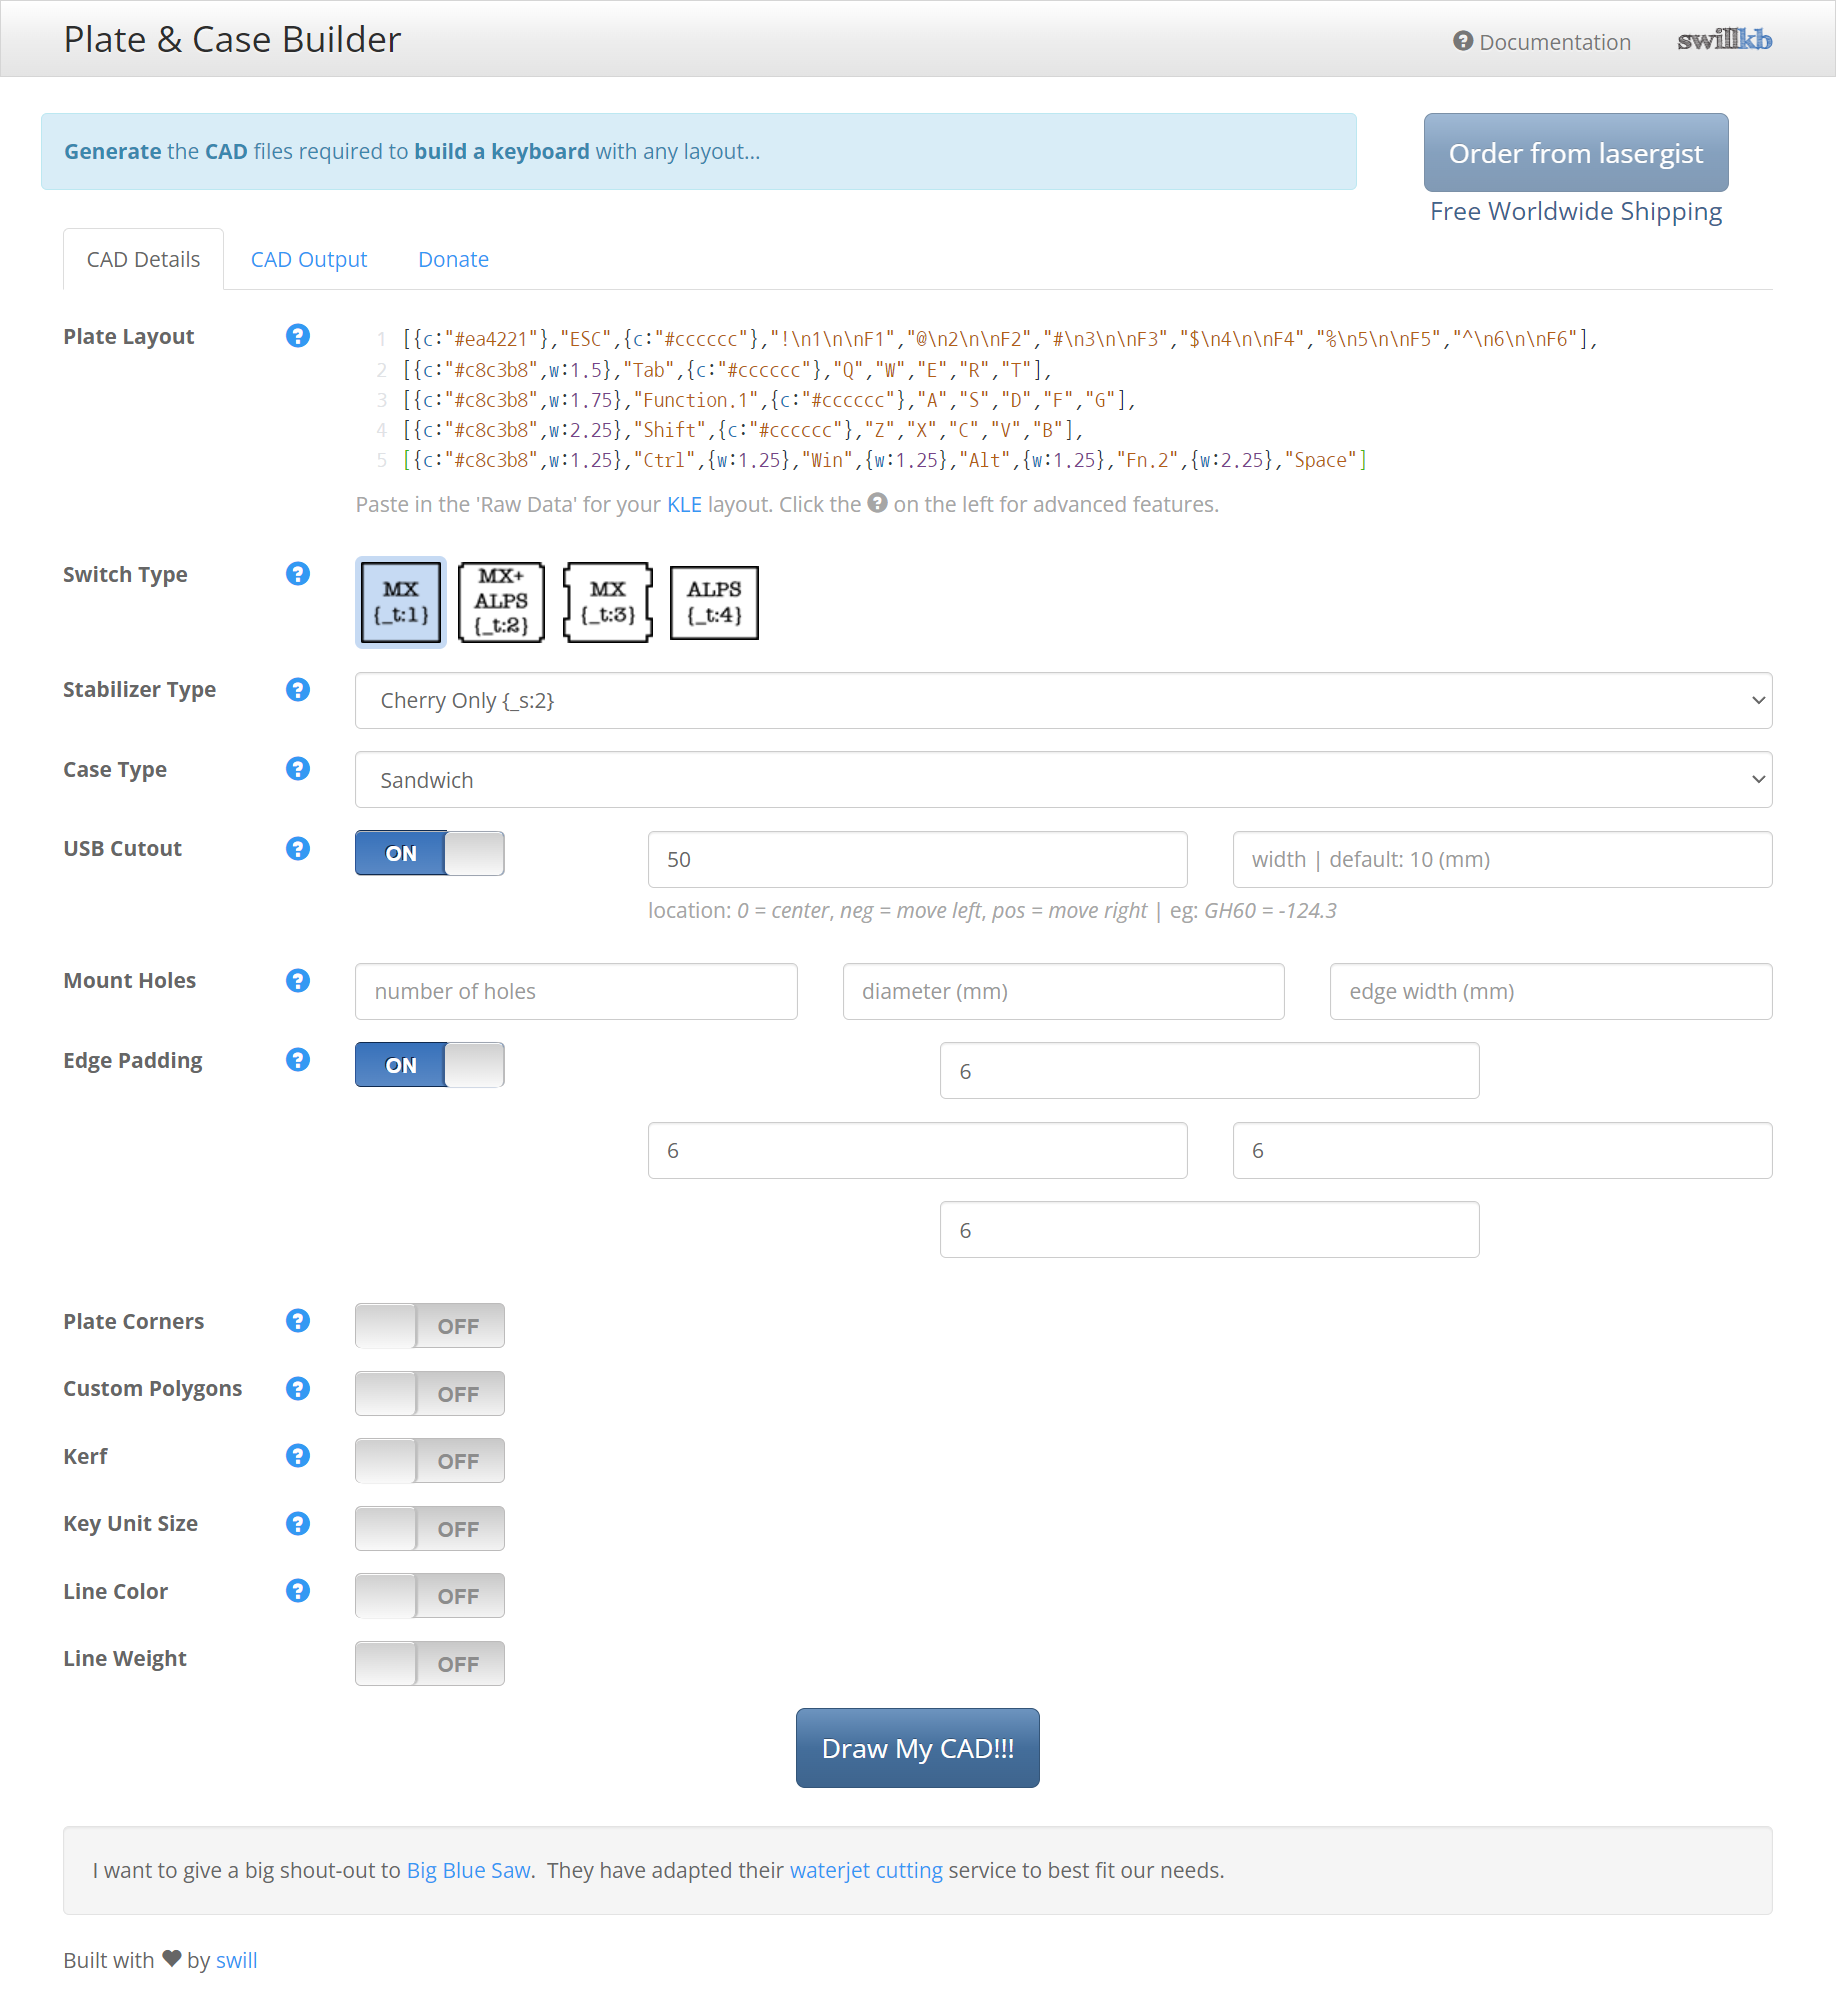 Plate & Case Builder
Documentation
swillkb
Generate the CAD files required to build a keyboard with any layout...
Order from lasergist
Free Worldwide Shipping
CAD Details
CAD Output
Donate
Plate Layout
1 [{c:"#ea4221"},"ESC",{c:"#cccccc"},"!\n1\n\nF1","@\n2\n\nF2","#\n3\n\nF3","$\n4\n\nF4","%\n5\n\nF5","^\n6\n\nF6"],
2 [{c:"#c8c3b8",w:1.5},"Tab",{c:"#cccccc"},"Q","W","E","R","T"],
3 [{c:"#c8c3b8",w:1.75},"Function.1",{c:"#cccccc"},"A","S","D","F","G"],
4 [{c:"#c8c3b8",w:2.25},"Shift",{c:"#cccccc"},"Z","X","C","V","B"],
5 [{c:"#c8c3b8",w:1.25},"Ctrl",{w:1.25},"Win",{w:1.25},"Alt",{w:1.25},"Fn.2",{w:2.25},"Space"]
Paste in the 'Raw Data' for your KLE layout. Click the ? on the left for advanced features.
Switch Type
MX
{_t:1}
MX+
ALPS
{_t:2}
MX
{_t:3}
ALPS
{_t:4}
Stabilizer Type
Cherry Only {_s:2}
Case Type
Sandwich
USB Cutout
ON
50
width | default: 10 (mm)
location: 0 = center, neg = move left, pos = move right | eg: GH60 = -124.3
Mount Holes
number of holes
diameter (mm)
edge width (mm)
Edge Padding
ON
6
6
6
6
Plate Corners
OFF
Custom Polygons
OFF
Kerf
OFF
Key Unit Size
OFF
Line Color
OFF
Line Weight
OFF
Draw My CAD!!!
I want to give a big shout-out to Big Blue Saw. They have adapted their waterjet cutting service to best fit our needs.
Built with ♥ by swill